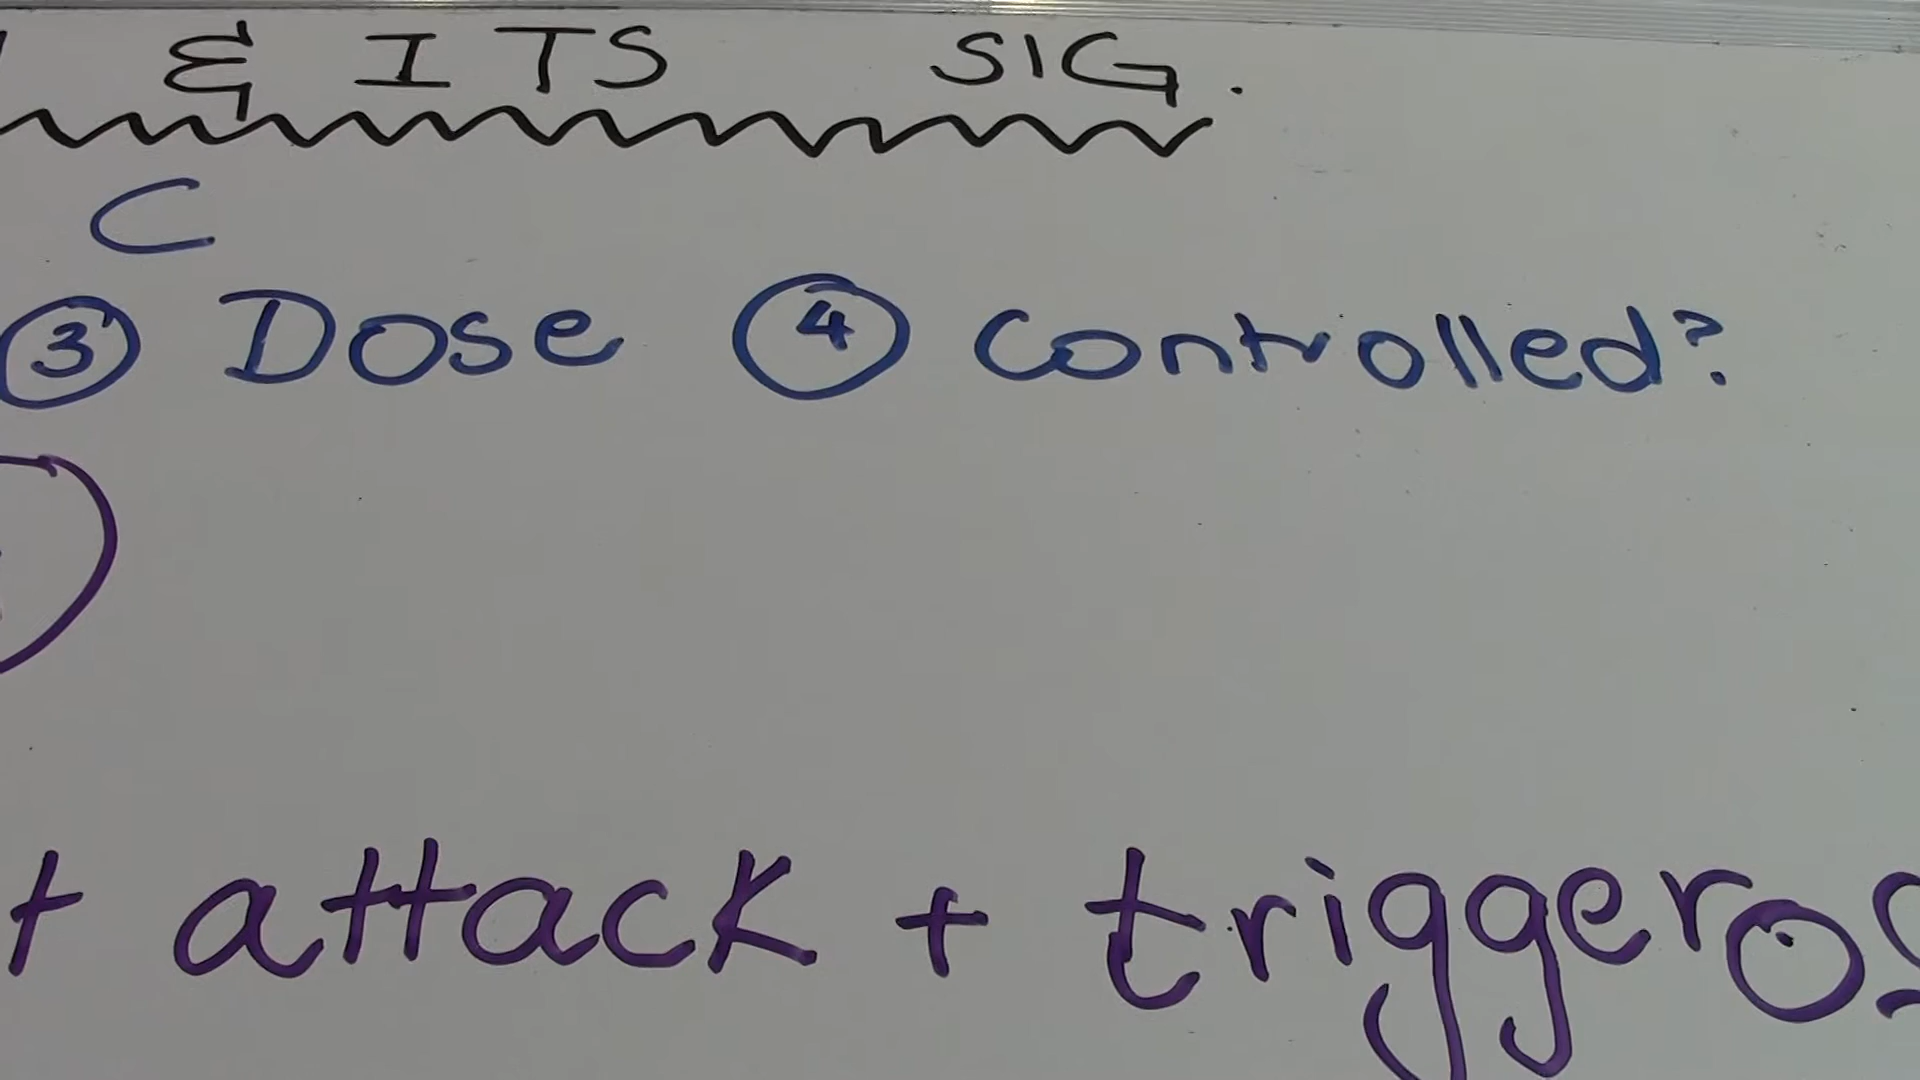 & ITS SIG.
C
③ Dose ④ Controlled?
attack + trigger